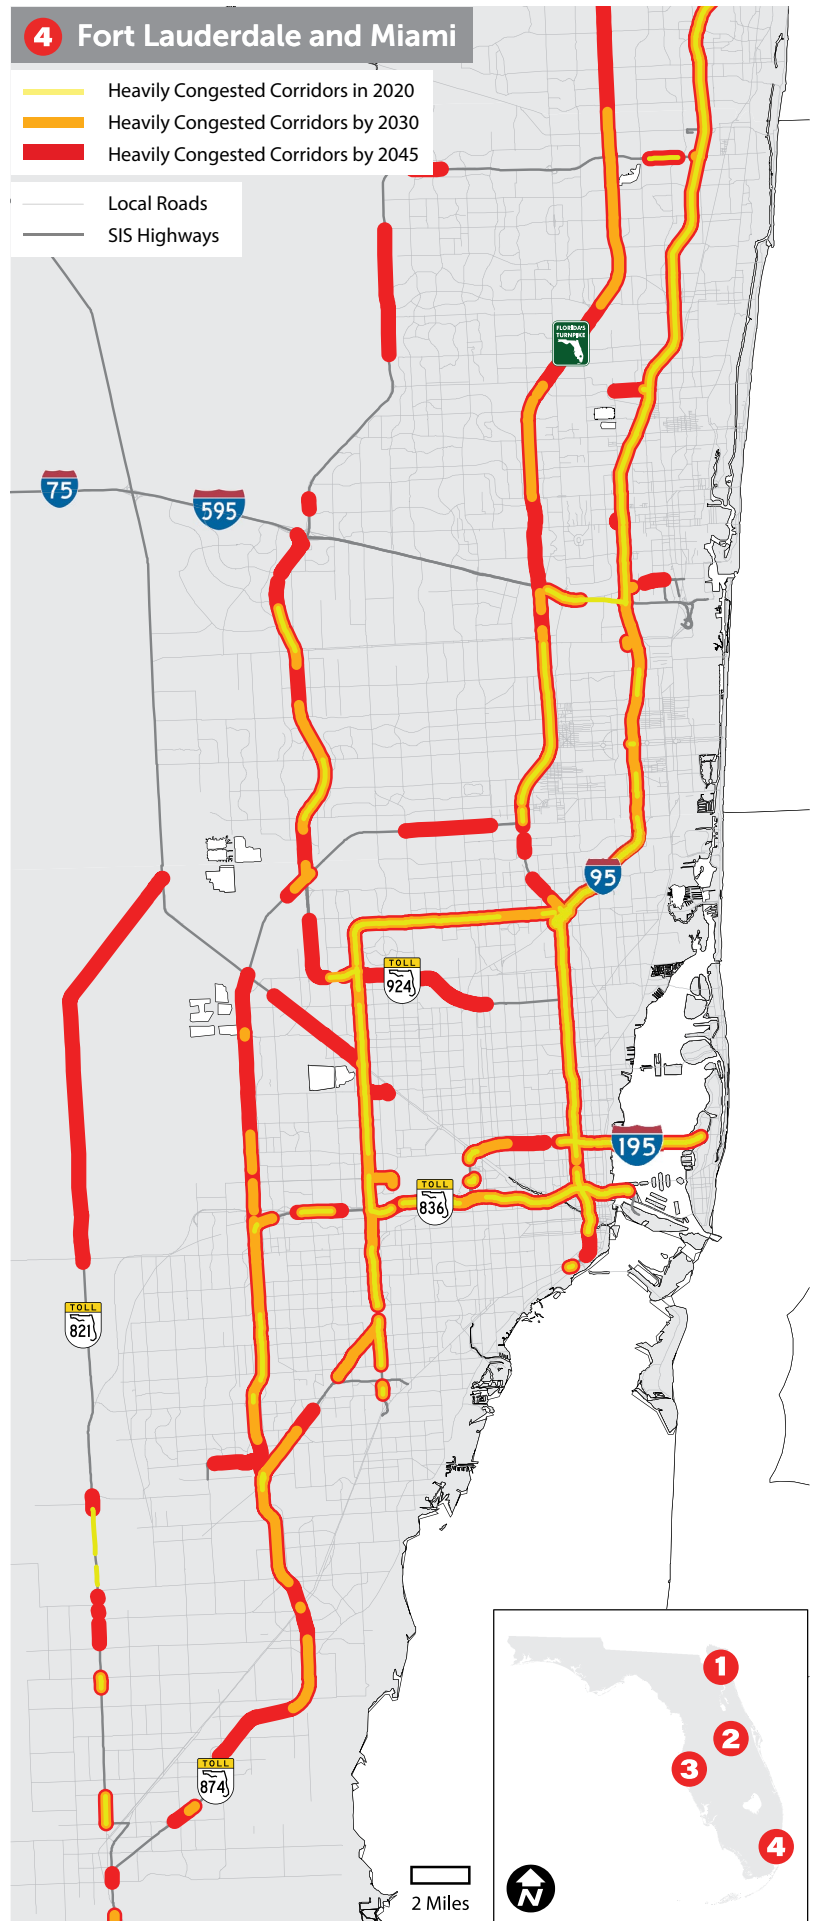 4 Fort Lauderdale and Miami
Heavily Congested Corridors in 2020
Heavily Congested Corridors by 2030
Heavily Congested Corridors by 2045
Local Roads
SIS Highways
FLORIDA'S
TURNPIKE
75
595
95
TOLL
924
195
TOLL
836
TOLL
821
1
2
3
TOLL
874
4
2 Miles
N